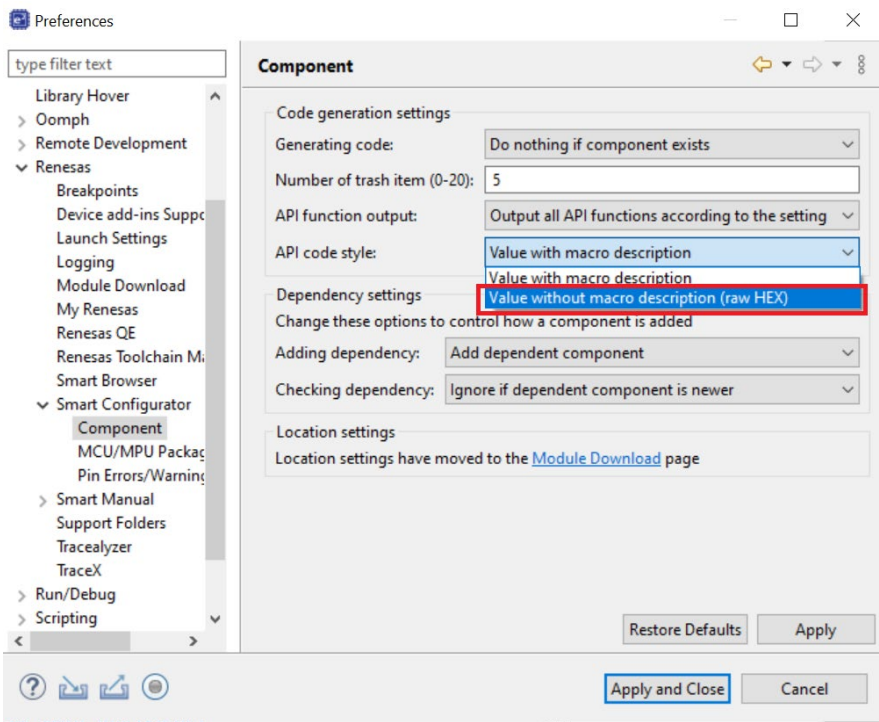 Preferences
type filter text
Library Hover
Oomph
Remote Development
Renesas
Breakpoints
Device add-ins Suppc
Launch Settings
Logging
Module Download
My Renesas
Renesas QE
Renesas Toolchain Ma
Smart Browser
Smart Configurator
Component
MCU/MPU Packag
Pin Errors/Warning
Smart Manual
Support Folders
Tracealyzer
TraceX
Run/Debug
Scripting
Component
Code generation settings
Generating code: Do nothing if component exists
Number of trash item (0-20): 5
API function output: Output all API functions according to the setting
API code style: Value with macro description
Value with macro description
Value without macro description (raw HEX)
Dependency settings
Change these options to control how a component is added
Adding dependency: Add dependent component
Checking dependency: Ignore if dependent component is newer
Location settings
Location settings have moved to the Module Download page
Restore Defaults Apply
? Apply and Close Cancel